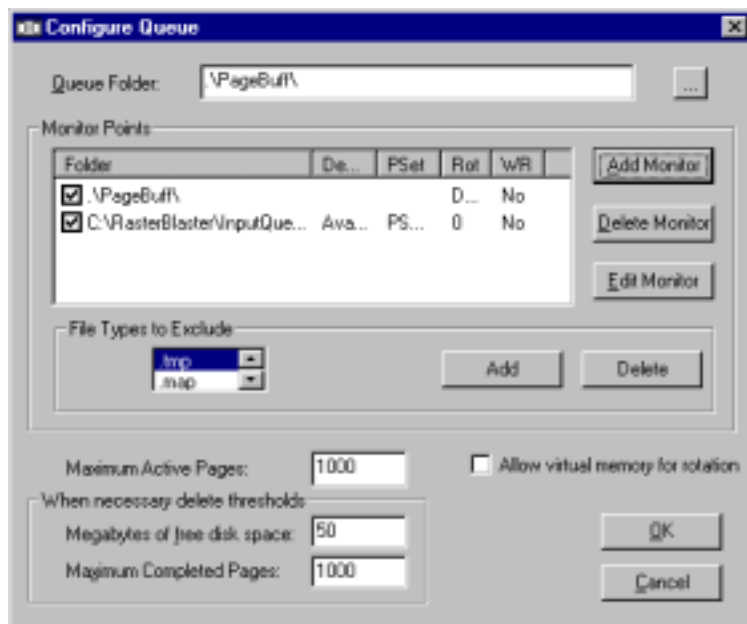 Configure Queue
Queue Folder: .\PageBuff\ ...
Monitor Points
Folder De... PSet Rot WR
.\PageBuff\ D... No
C:\RasterBlaster\InputQue... Ava... PS... 0 No
Add Monitor
Delete Monitor
Edit Monitor
File Types to Exclude
.tmp
.map
Add Delete
Maximum Active Pages: 1000
Allow virtual memory for rotation
When necessary delete thresholds
Megabytes of free disk space: 50
Maximum Completed Pages: 1000
OK
Cancel